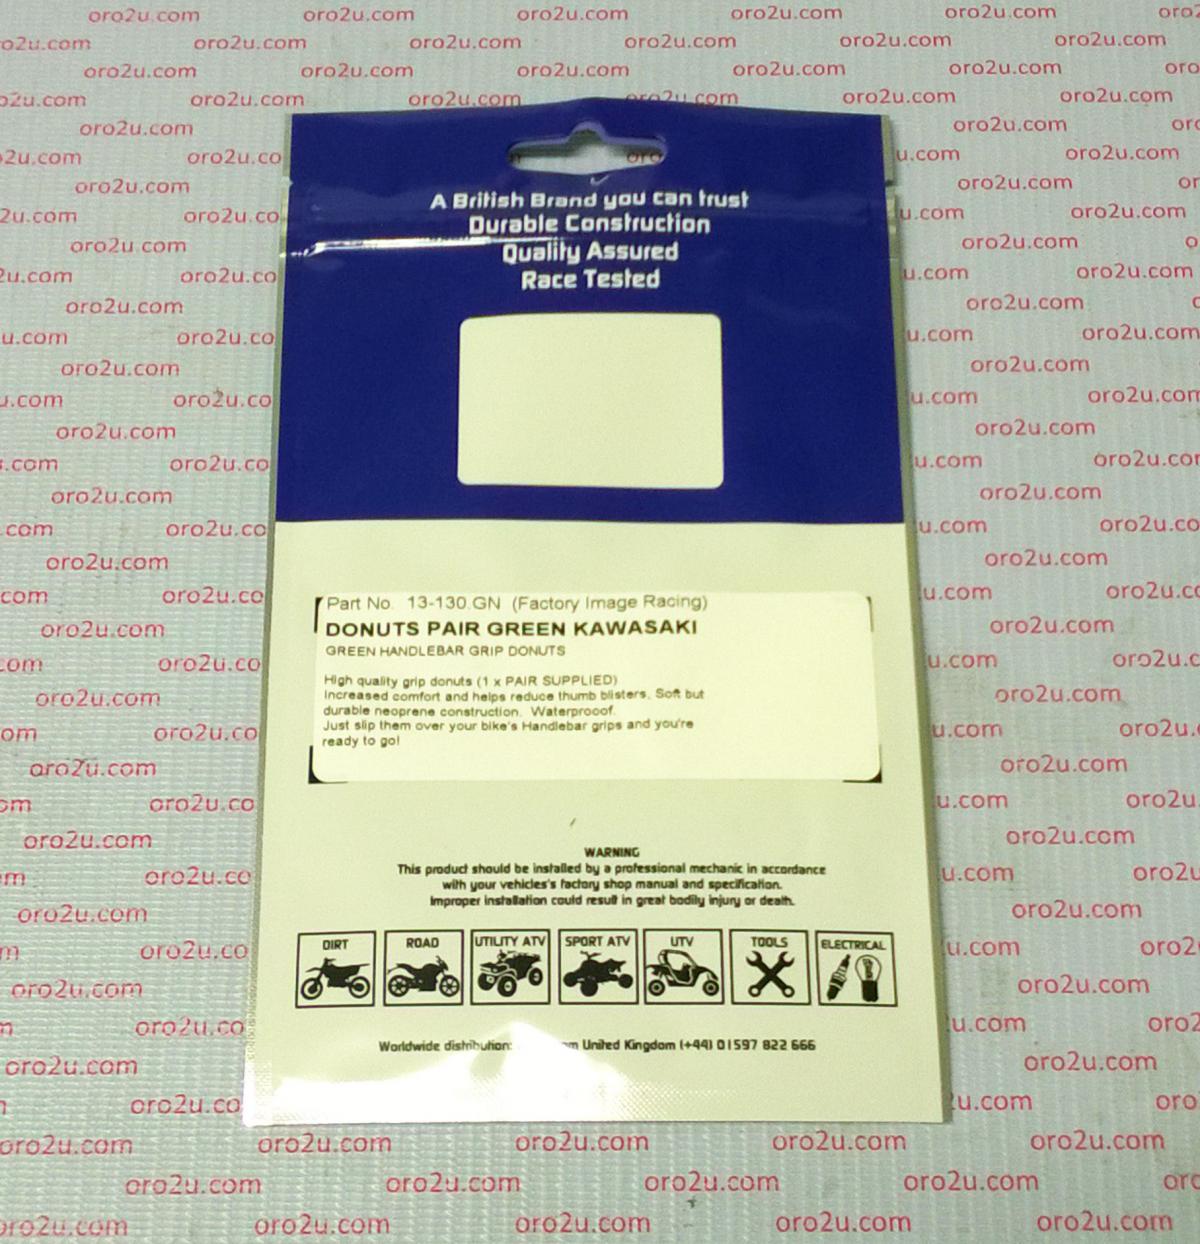 A British Brand you can trust
Durable Construction
Quality Assured
Race Tested
Part No. 13-130.GN (Factory Image Racing)
DONUTS PAIR GREEN KAWASAKI
GREEN HANDLEBAR GRIP DONUTS
High quality grip donuts (1 x PAIR SUPPLIED)
Increased comfort and helps reduce thumb blisters. Soft but
durable neoprene construction. Waterprooof.
Just slip them over your bike's Handlebar grips and you're
ready to go!
WARNING
This product should be installed by a professional mechanic in accordance
with your vehicles's factory shop manual and specification.
Improper installation could result in great bodily injury or death.
DIRT ROAD UTILITY ATV SPORT ATV UTV TOOLS ELECTRICAL
Worldwide distribution: United Kingdom (+44) 01597 822 666
oro2u.com